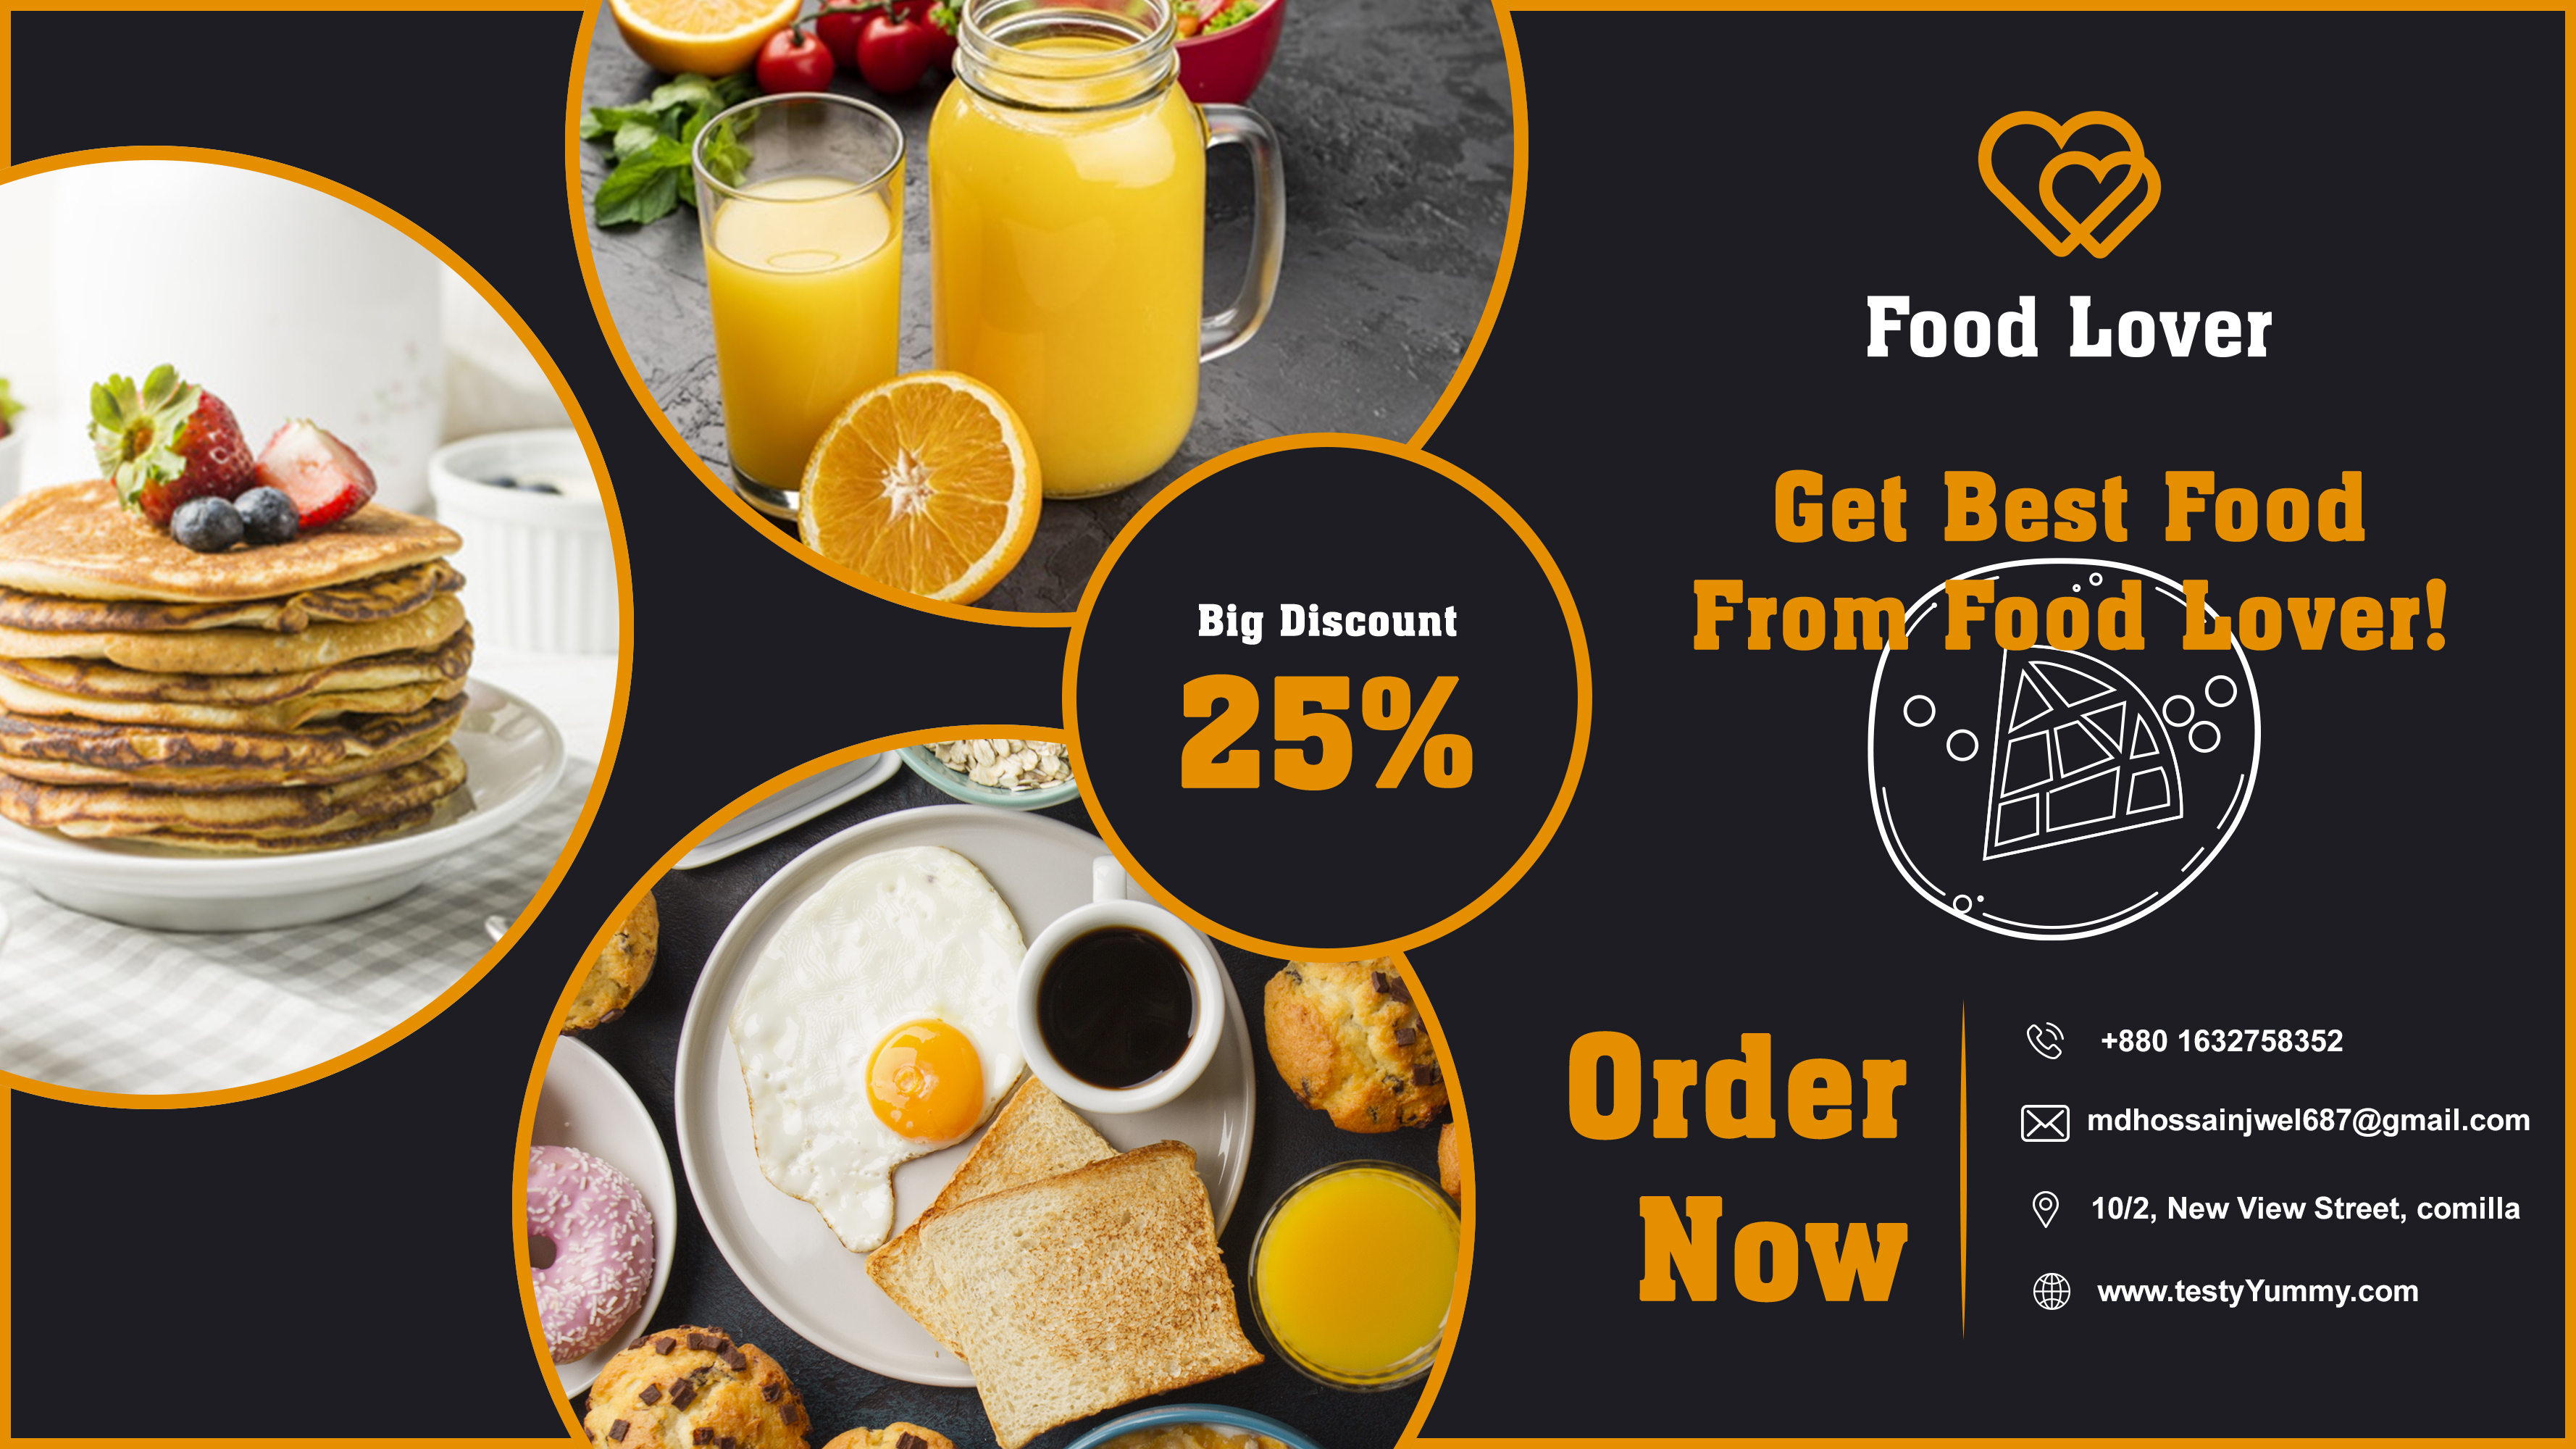 Food Lover
Get Best Food
From Food Lover!
Big Discount
25%
Order
Now
+880 1632758352
mdhossainjwel687@gmail.com
10/2, New View Street, comilla
www.testyYummy.com